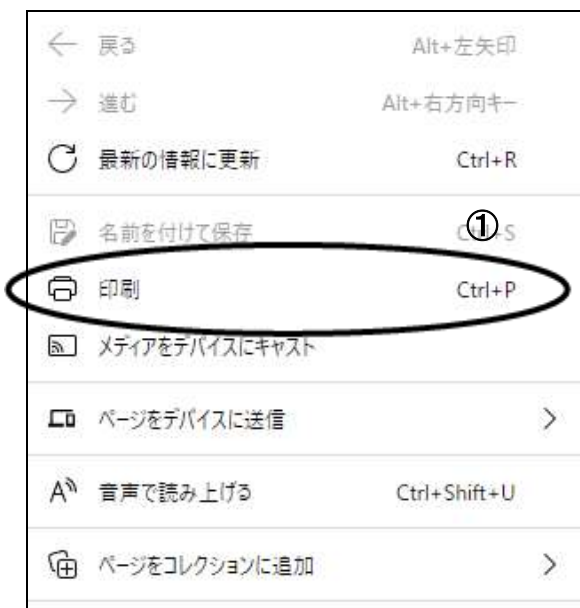 戻る Alt+左矢印
進む Alt+右方向キー
最新の情報に更新 Ctrl+R
名前を付けて保存 Ctrl+S
①
印刷 Ctrl+P
メディアをデバイスにキャスト
ページをデバイスに送信
音声で読み上げる Ctrl+Shift+U
ページをコレクションに追加